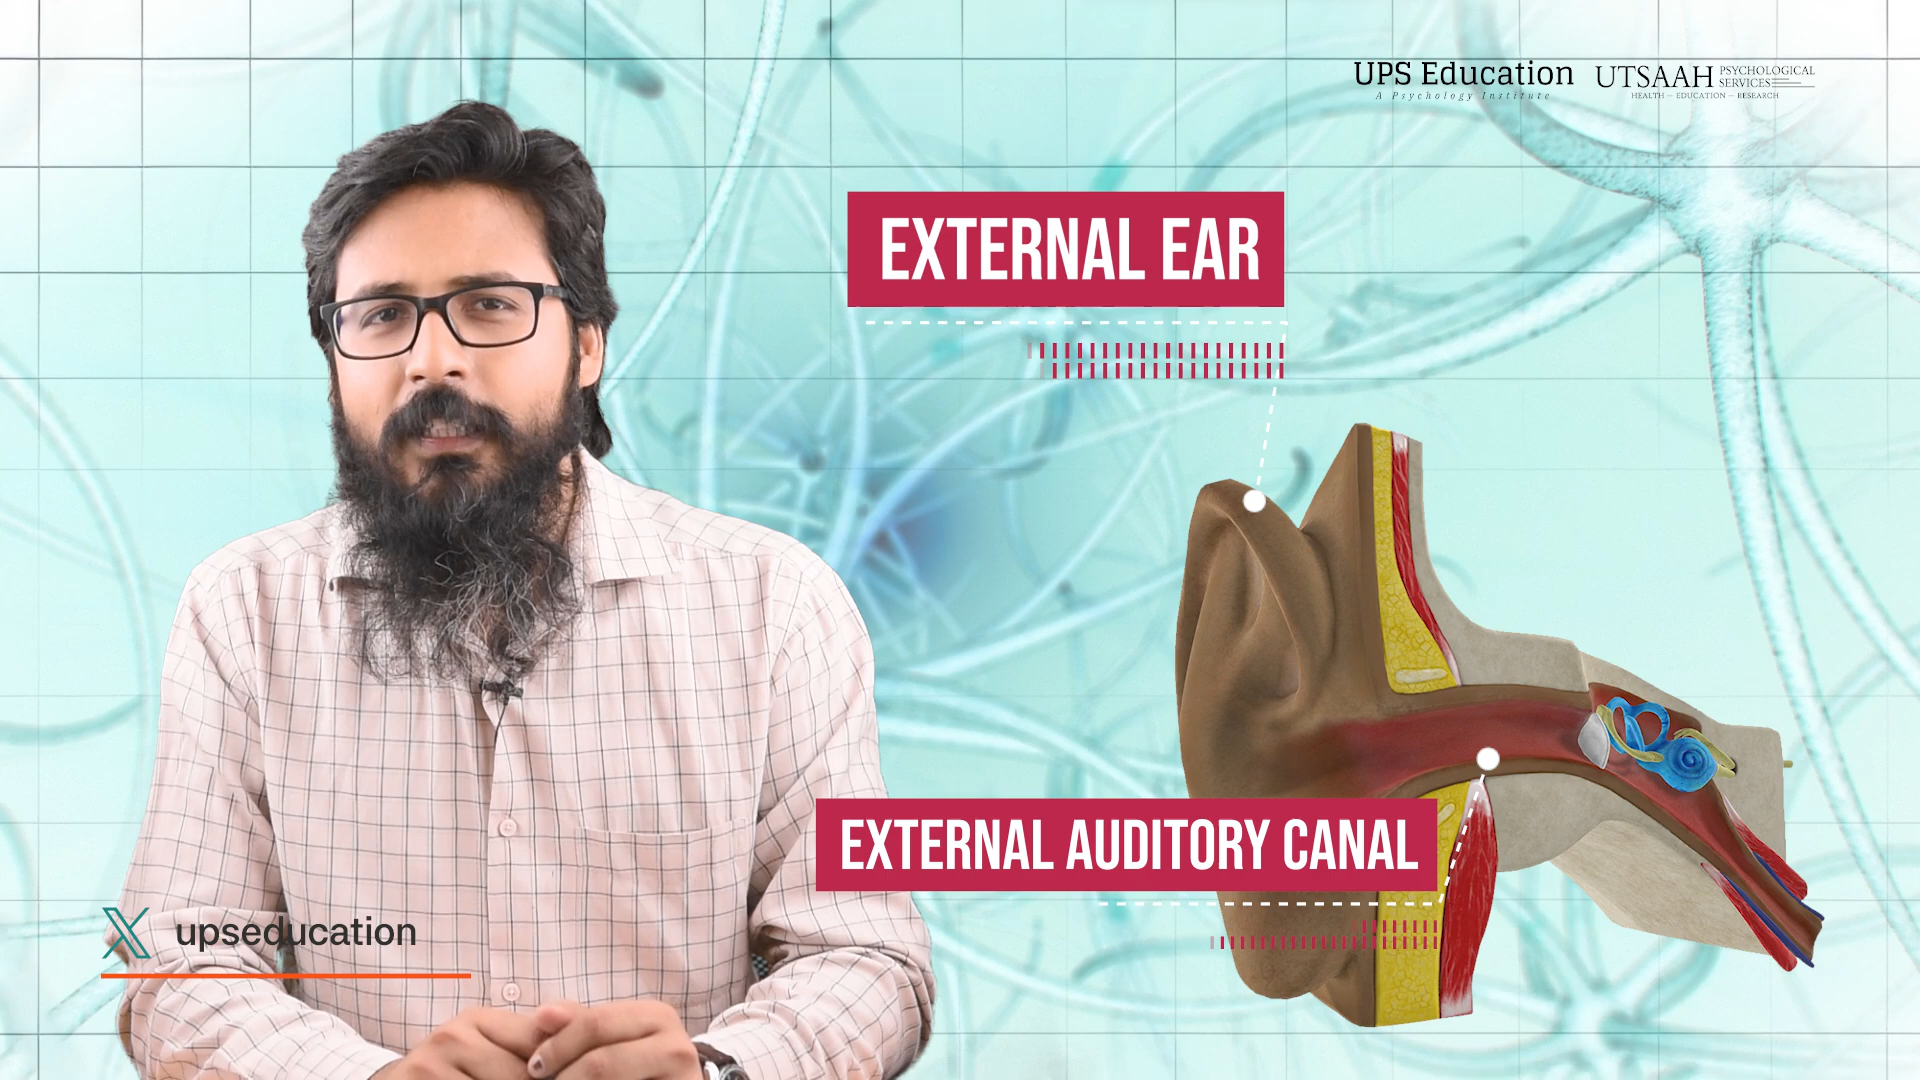 UPS Education
A Psychology Institute
UTSAAH PSYCHOLOGICAL SERVICES
HEALTH – EDUCATION – RESEARCH
EXTERNAL EAR
EXTERNAL AUDITORY CANAL
X upseducation